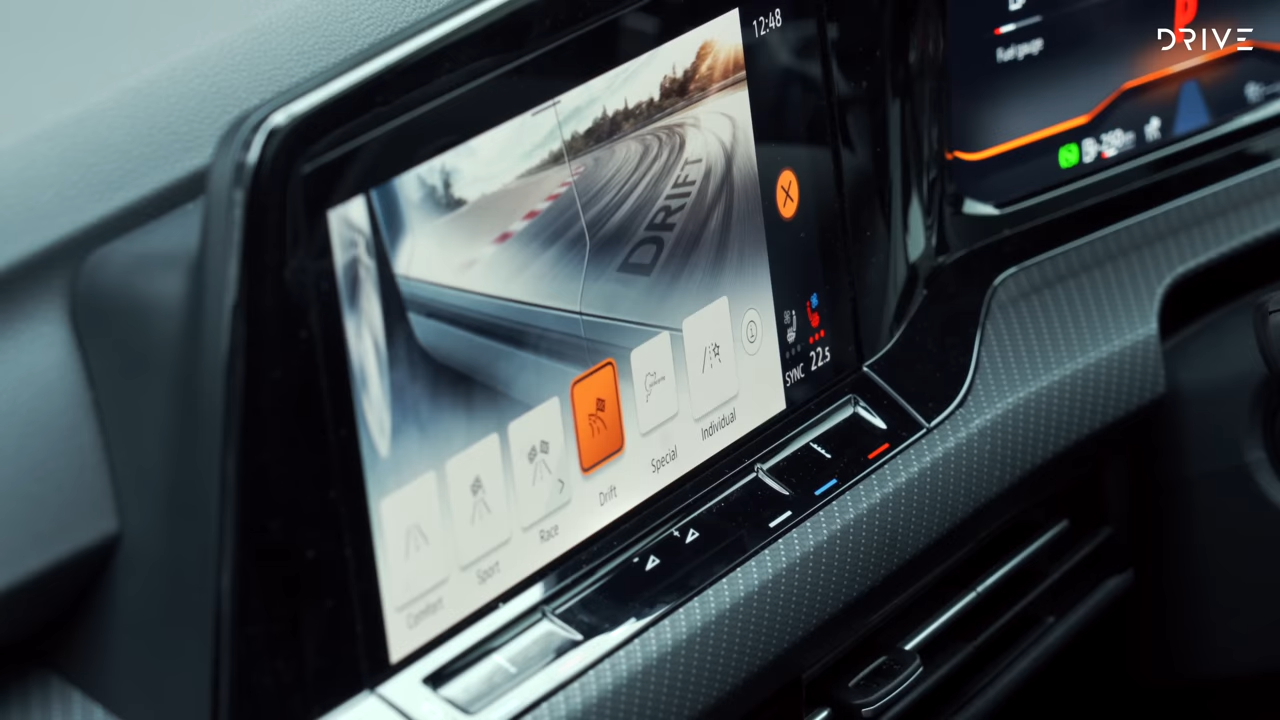 12:48
DRIVE
Fuel gauge
P
DRIFT
SYNC 22.5
Comfort
Sport
Race
Drift
Special
Individual